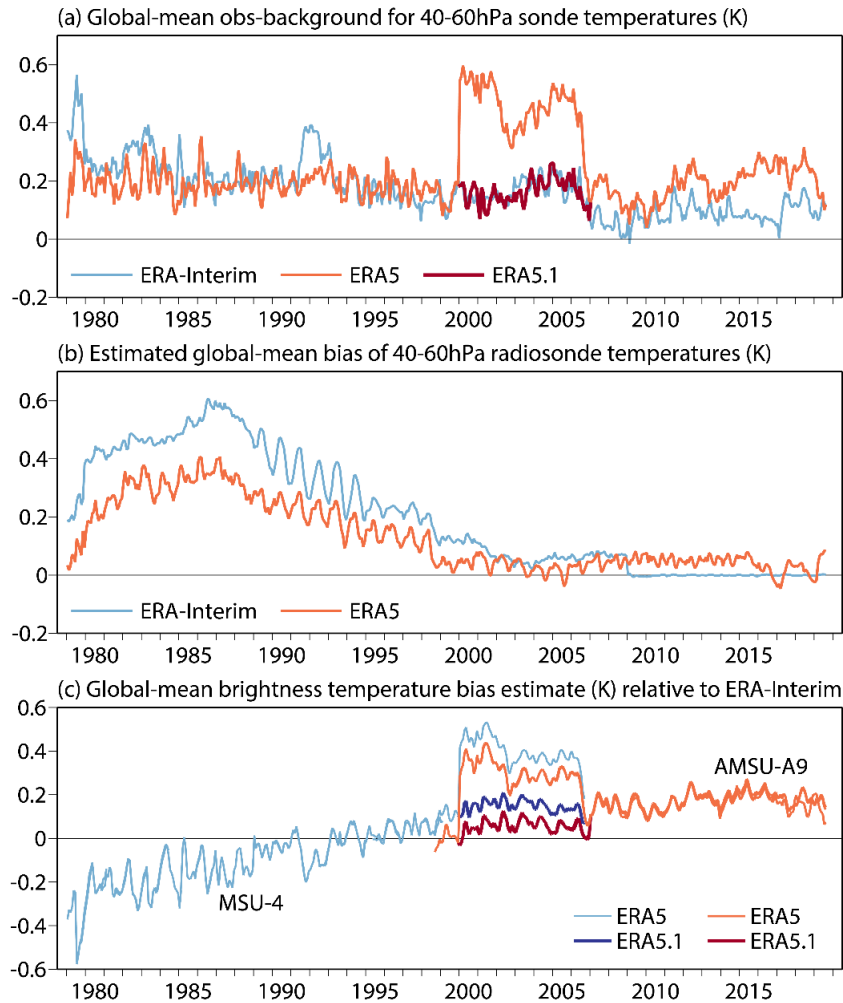 (a) Global-mean obs-background for 40-60hPa sonde temperatures (K)
0.6
0.4
0.2
0
-0.2
ERA-Interim ERA5 ERA5.1
1980 1985 1990 1995 2000 2005 2010 2015
(b) Estimated global-mean bias of 40-60hPa radiosonde temperatures (K)
0.6
0.4
0.2
0
-0.2
ERA-Interim ERA5
1980 1985 1990 1995 2000 2005 2010 2015
(c) Global-mean brightness temperature bias estimate (K) relative to ERA-Interim
0.6
0.4
0.2
0
-0.2
-0.4
-0.6
AMSU-A9
MSU-4
ERA5 ERA5
ERA5.1 ERA5.1
1980 1985 1990 1995 2000 2005 2010 2015